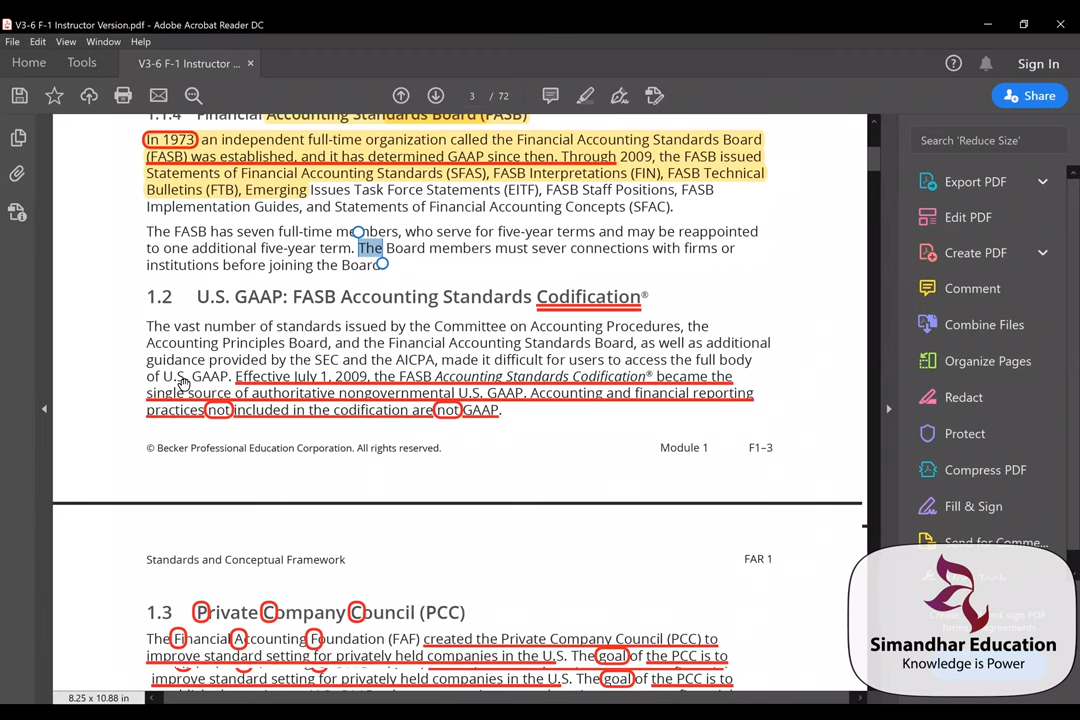 V3-6 F-1 Instructor Version.pdf - Adobe Acrobat Reader DC
File Edit View Window Help
Home Tools V3-6 F-1 Instructor ... × Sign In
3 / 72 Share
1.1.4 Financial Accounting Standards Board (FASB)
In 1973 an independent full-time organization called the Financial Accounting Standards Board
(FASB) was established, and it has determined GAAP since then. Through 2009, the FASB issued
Statements of Financial Accounting Standards (SFAS), FASB Interpretations (FIN), FASB Technical
Bulletins (FTB), Emerging Issues Task Force Statements (EITF), FASB Staff Positions, FASB
Implementation Guides, and Statements of Financial Accounting Concepts (SFAC).
The FASB has seven full-time members, who serve for five-year terms and may be reappointed
to one additional five-year term. The Board members must sever connections with firms or
institutions before joining the Board.
1.2 U.S. GAAP: FASB Accounting Standards Codification®
The vast number of standards issued by the Committee on Accounting Procedures, the
Accounting Principles Board, and the Financial Accounting Standards Board, as well as additional
guidance provided by the SEC and the AICPA, made it difficult for users to access the full body
of U.S. GAAP. Effective July 1, 2009, the FASB Accounting Standards Codification® became the
single source of authoritative nongovernmental U.S. GAAP. Accounting and financial reporting
practices not included in the codification are not GAAP.
© Becker Professional Education Corporation. All rights reserved. Module 1 F1–3
Standards and Conceptual Framework FAR 1
1.3 Private Company Council (PCC)
The Financial Accounting Foundation (FAF) created the Private Company Council (PCC) to
improve standard setting for privately held companies in the U.S. The goal of the PCC is to
improve standard setting for privately held companies in the U.S. The goal of the PCC is to
8.25 x 10.88 in
Search 'Reduce Size'
Export PDF
Edit PDF
Create PDF
Comment
Combine Files
Organize Pages
Redact
Protect
Compress PDF
Fill & Sign
Send for Comme...
Simandhar Education
Knowledge is Power